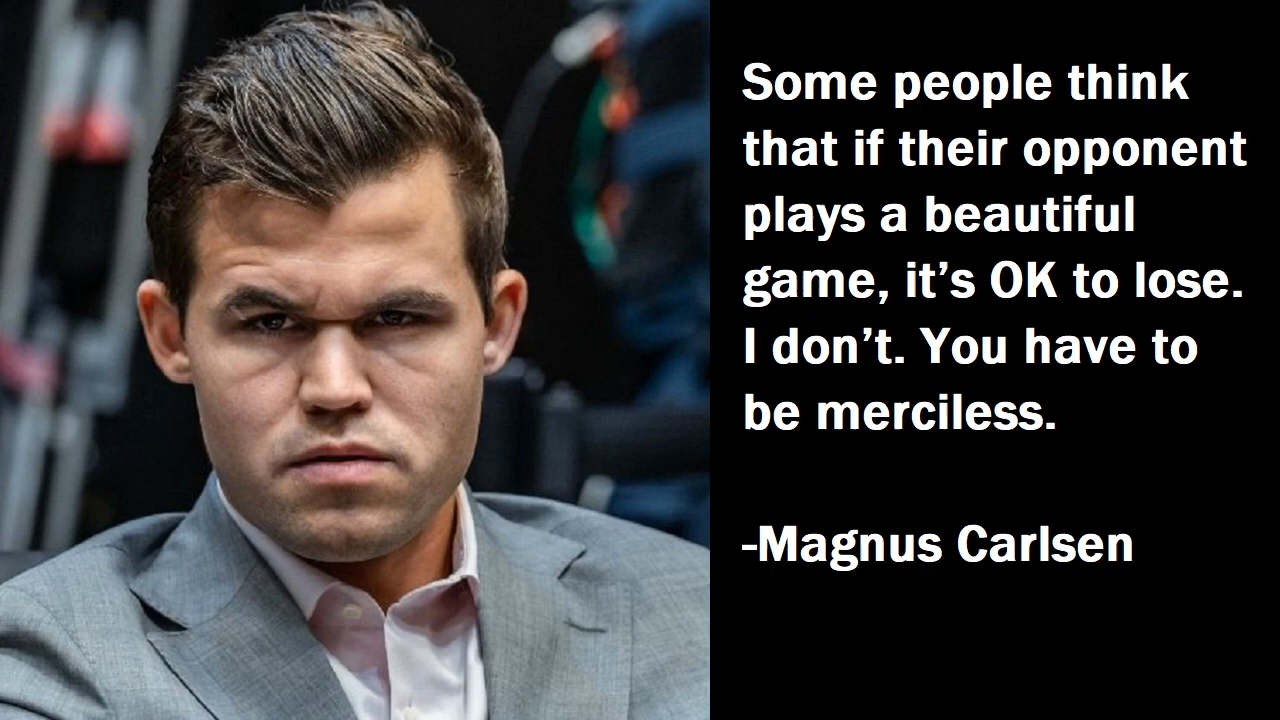 Some people think
that if their opponent
plays a beautiful
game, it’s OK to lose.
I don’t. You have to
be merciless.
-Magnus Carlsen